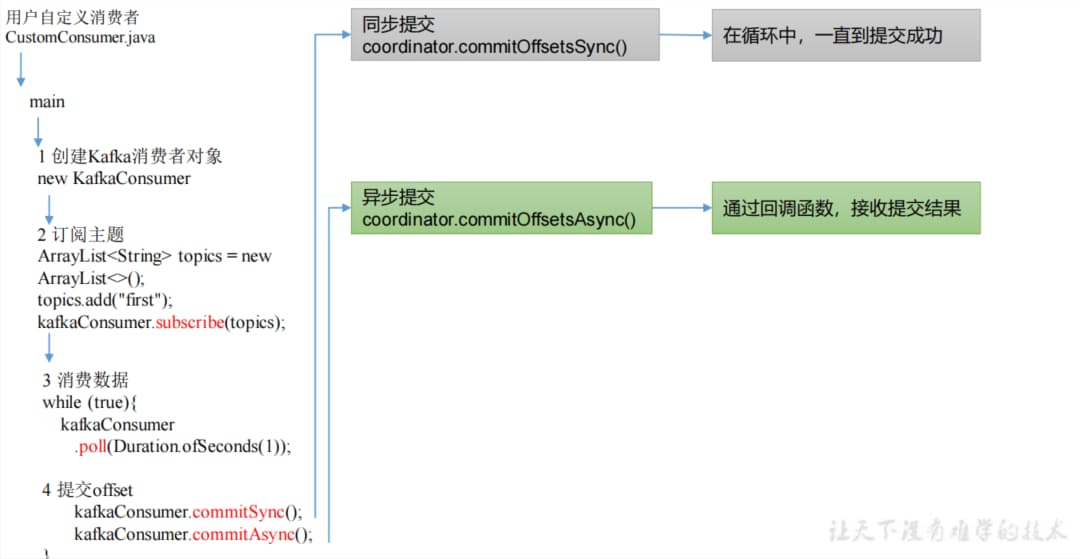 用户自定义消费者
CustomConsumer.java
main
1 创建Kafka消费者对象
new KafkaConsumer
2 订阅主题
ArrayList<String> topics = new
ArrayList<>();
topics.add("first");
kafkaConsumer.subscribe(topics);
3 消费数据
while (true){
kafkaConsumer
.poll(Duration.ofSeconds(1));
4 提交offset
kafkaConsumer.commitSync();
kafkaConsumer.commitAsync();
}
同步提交
coordinator.commitOffsetsSync()
在循环中，一直到提交成功
异步提交
coordinator.commitOffsetsAsync()
通过回调函数，接收提交结果
让天下没有难学的技术